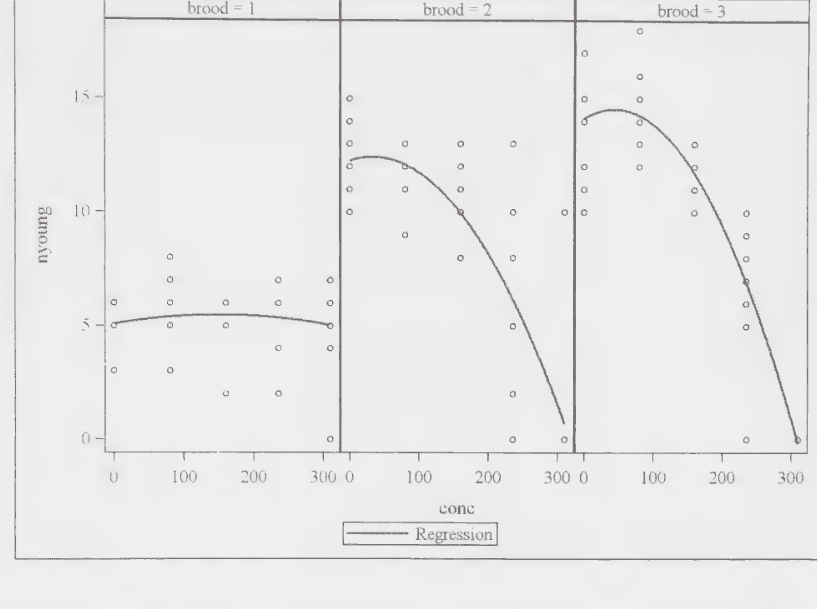 brood = 1
brood = 2
brood = 3
15
10
5
0
nyoung
0 100 200 300
0 100 200 300
0 100 200 300
conc
Regression